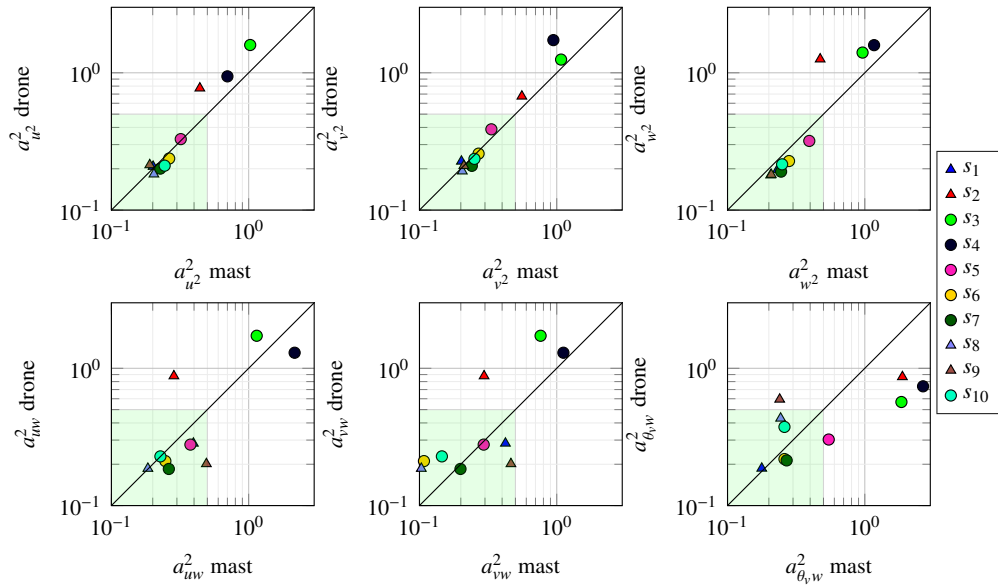 10⁰
10⁻¹
10⁻¹ 10⁰
a²_{u²} mast
a²_{u²} drone
10⁰
10⁻¹
10⁻¹ 10⁰
a²_{v²} mast
a²_{v²} drone
10⁰
10⁻¹
10⁻¹ 10⁰
a²_{w²} mast
a²_{w²} drone
10⁰
10⁻¹
10⁻¹ 10⁰
a²_{uw} mast
a²_{uw} drone
10⁰
10⁻¹
10⁻¹ 10⁰
a²_{vw} mast
a²_{vw} drone
10⁰
10⁻¹
10⁻¹ 10⁰
a²_{θ_v w} mast
a²_{θ_v w} drone
s₁
s₂
s₃
s₄
s₅
s₆
s₇
s₈
s₉
s₁₀